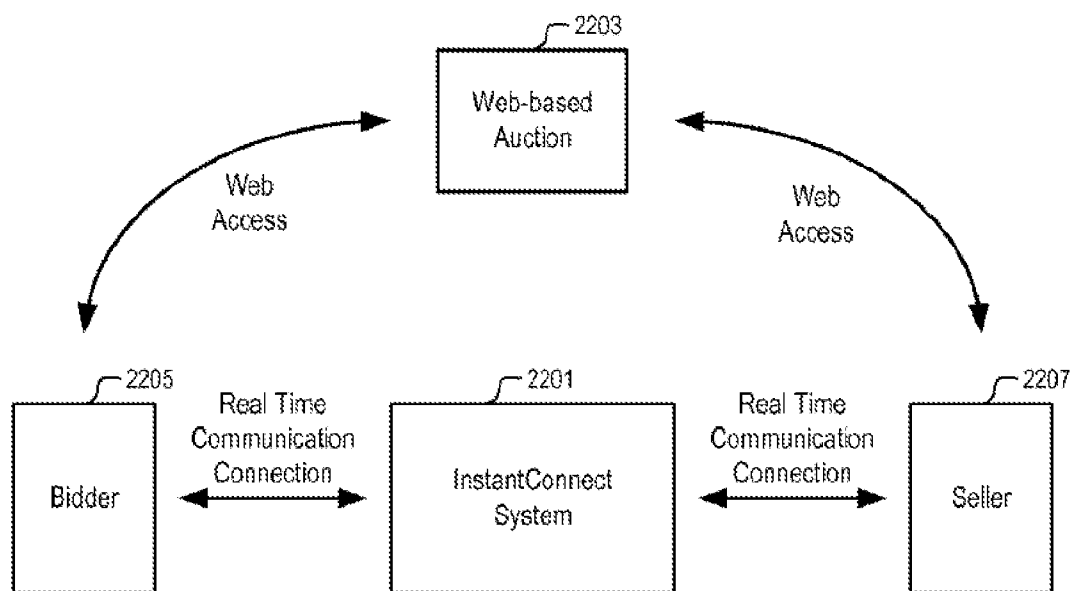 2203
Web-based
Auction
Web
Access
Web
Access
2205
Real Time
Communication
Connection
Bidder
2201
InstantConnect
System
Real Time
Communication
Connection
2207
Seller